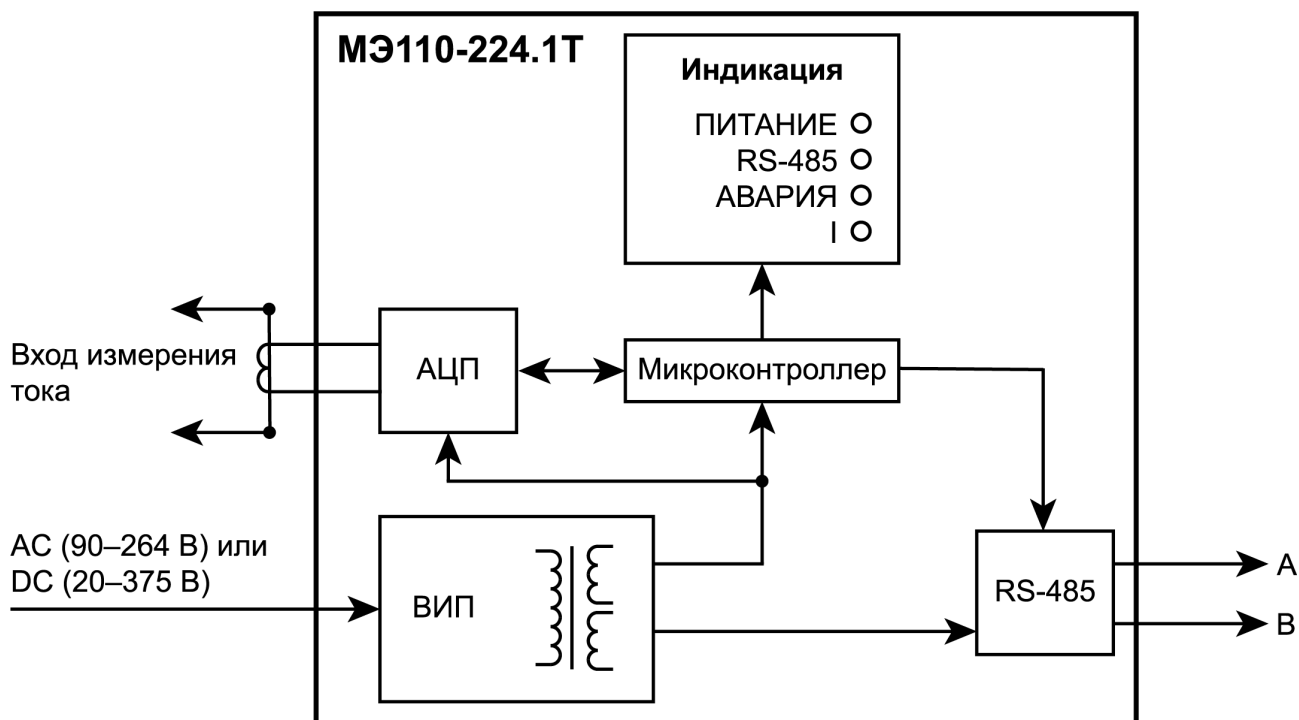 МЭ110-224.1Т
Индикация
ПИТАНИЕ
RS-485
АВАРИЯ
I
Вход измерения
тока
АЦП
Микроконтроллер
AC (90–264 В) или
DC (20–375 В)
ВИП
RS-485
A
B